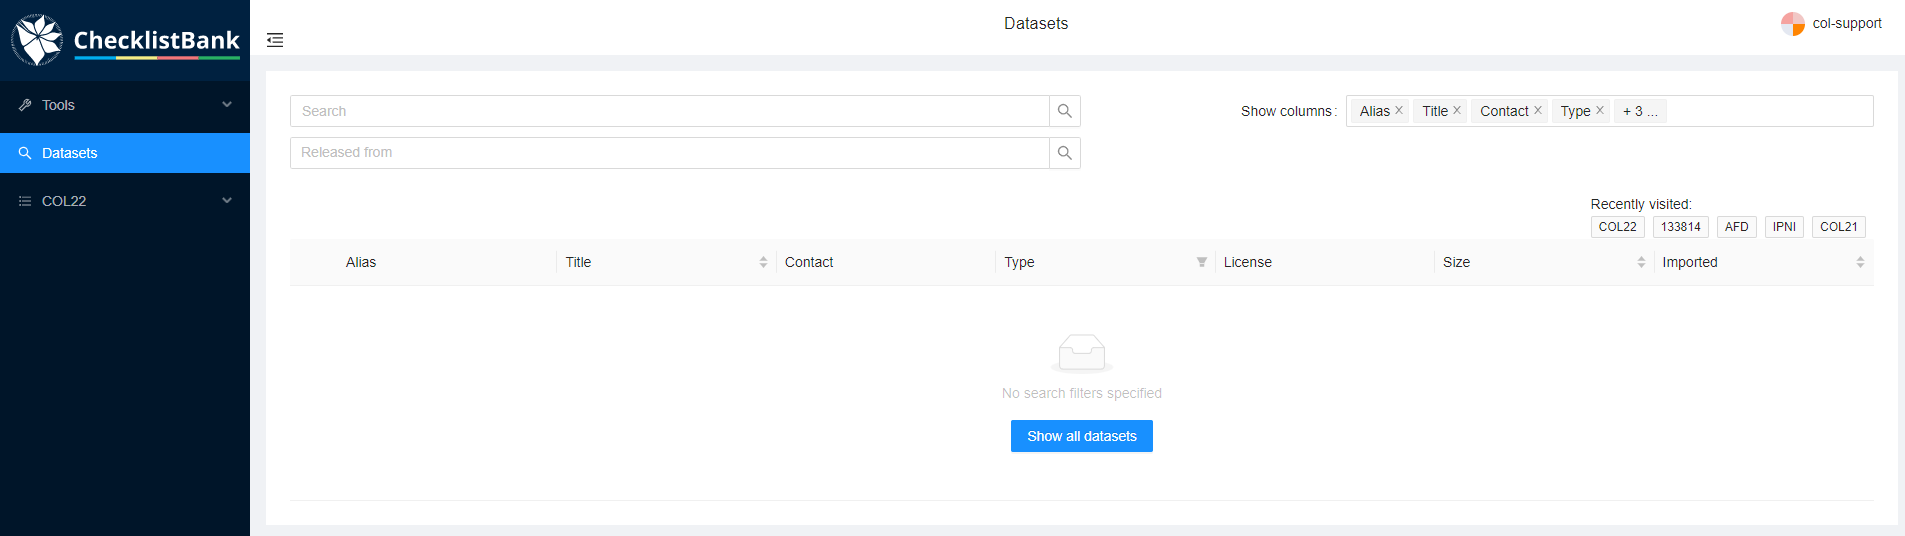 ChecklistBank
Tools
Datasets
COL22
Datasets
col-support
Search
Released from
Show columns: Alias Title Contact Type + 3 ...
Recently visited:
COL22 133814 AFD IPNI COL21
Alias Title Contact Type License Size Imported
No search filters specified
Show all datasets